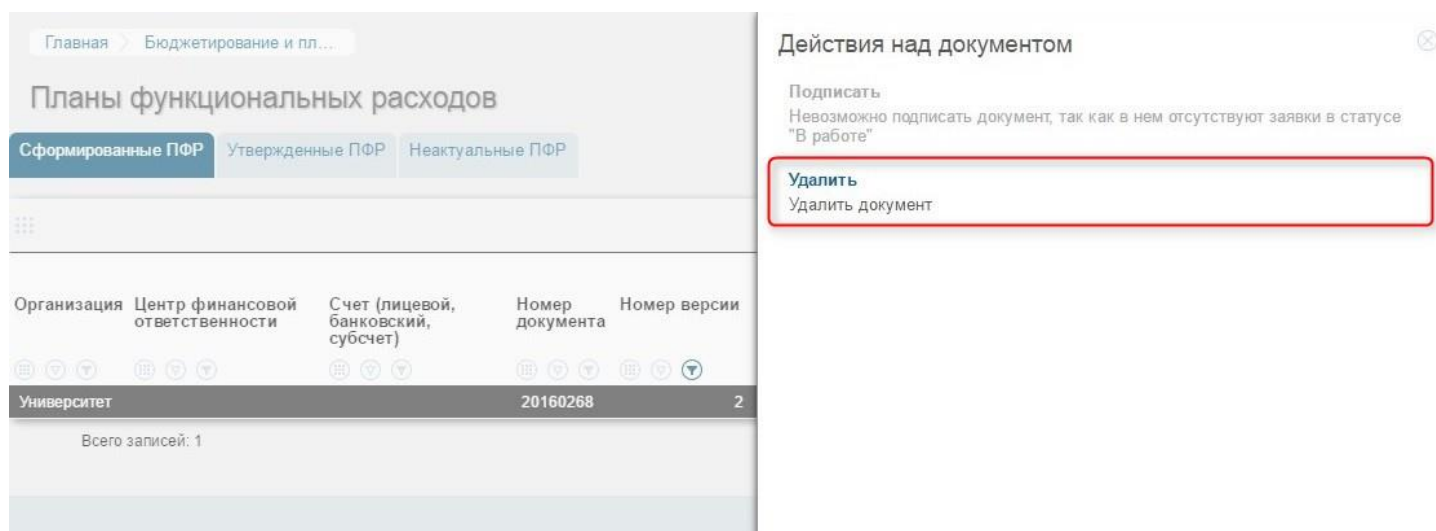 Главная Бюджетирование и пл...
Планы функциональных расходов
Сформированные ПФР Утвержденные ПФР Неактуальные ПФР
Организация Центр финансовой ответственности Счет (лицевой, банковский, субсчет) Номер документа Номер версии
Университет 20160268 2
Всего записей: 1
Действия над документом
Подписать
Невозможно подписать документ, так как в нем отсутствуют заявки в статусе
"В работе"
Удалить
Удалить документ